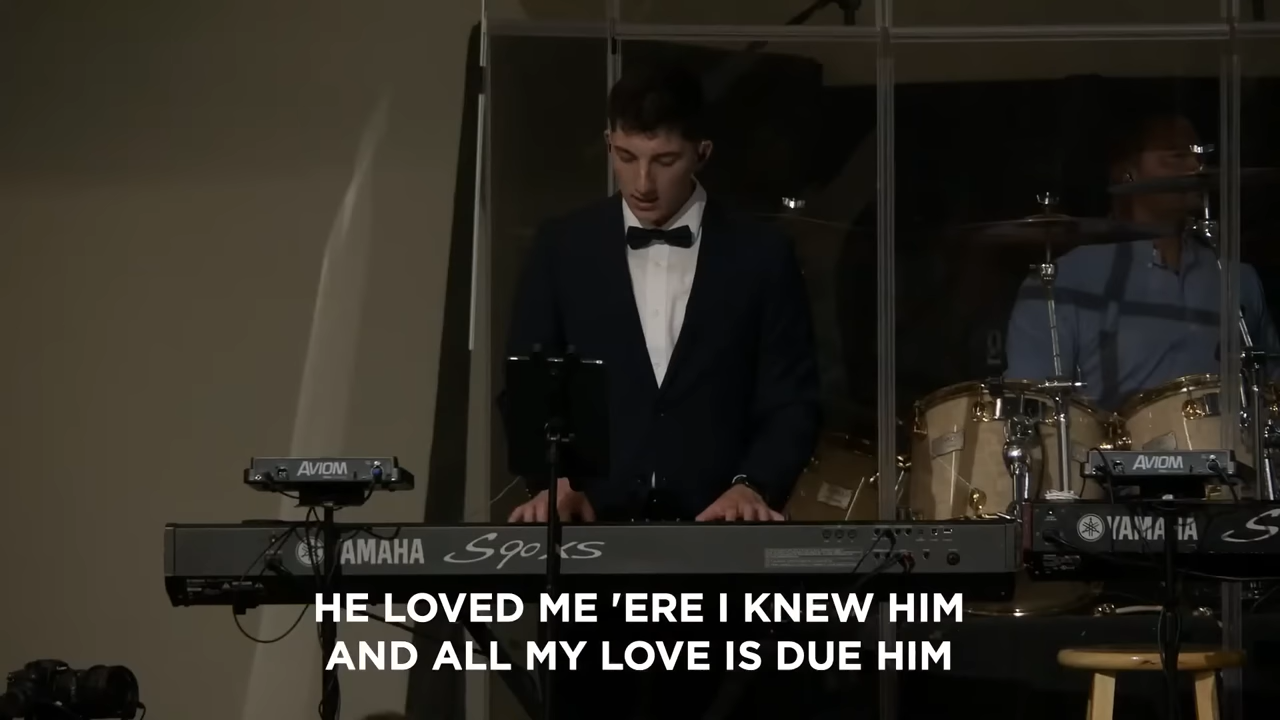 AVIOM
AVIOM
YAMAHA S90XS
YAMAHA S
HE LOVED ME 'ERE I KNEW HIM
AND ALL MY LOVE IS DUE HIM